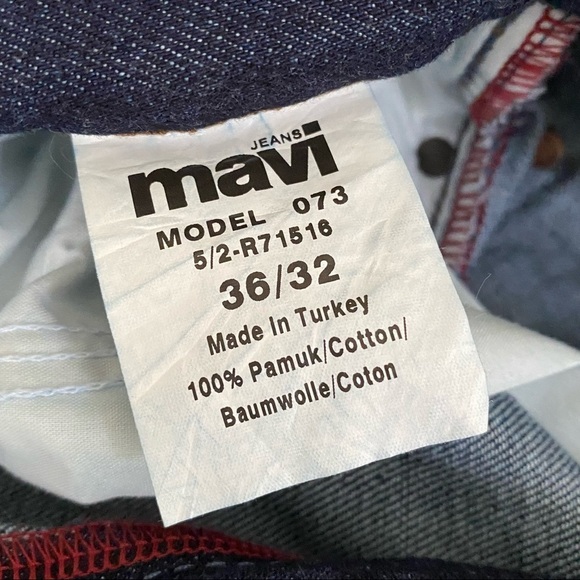 JEANS
mavi
MODEL 073
5/2-R71516
36/32
Made In Turkey
100% Pamuk/Cotton/
Baumwolle/Coton